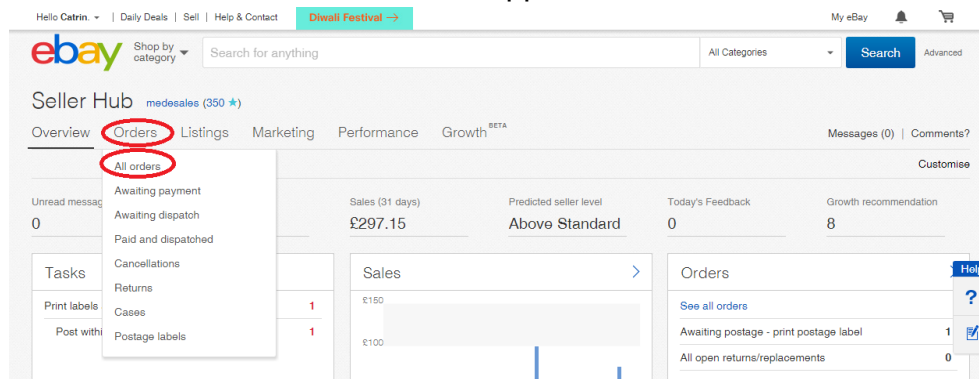 Hello Catrin. | Daily Deals | Sell | Help & Contact Diwali Festival → My eBay
ebay Shop by category Search for anything All Categories Search Advanced
Seller Hub medesales (350 ★)
Overview Orders Listings Marketing Performance Growth BETA Messages (0) | Comments?
Customise
All orders
Awaiting payment
Awaiting dispatch
Paid and dispatched
Cancellations
Returns
Cases
Postage labels
Unread messag Sales (31 days) Predicted seller level Today's Feedback Growth recommendation
0 £297.15 Above Standard 0 8
Tasks Sales > Orders
Print labels 1
Post withi 1
£150
£100
See all orders
Awaiting postage - print postage label 1
All open returns/replacements 0
Help
?